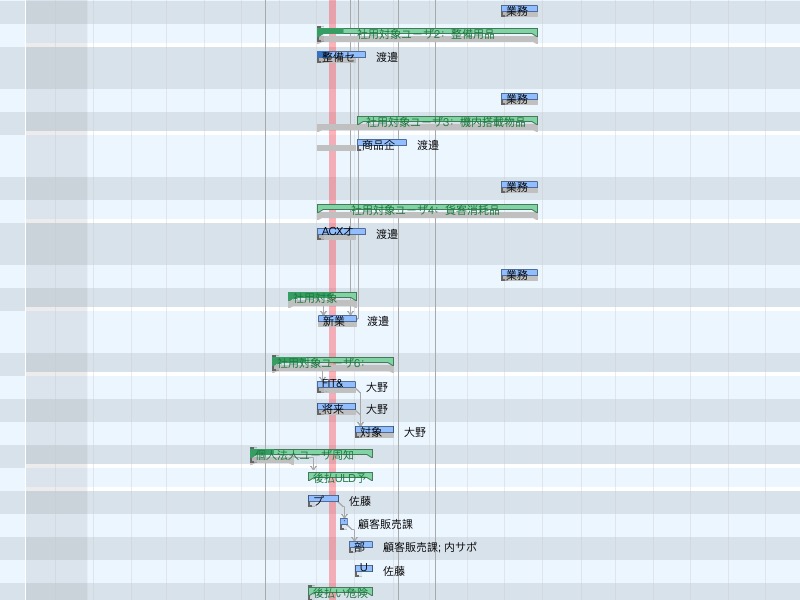 業務
社用対象ユーザ2: 整備用品
整備セ 渡邉
業務
社用対象ユーザ3: 機内搭載物品
商品企 渡邉
業務
社用対象ユーザ4: 貨客消耗品
ACXオ 渡邉
業務
社用対象
新業 渡邉
社用対象ユーザ6:
FIT& 大野
将来 大野
対象 大野
個人法人ユーザ周知
後払ULD予
プ 佐藤
顧客販売課
部 顧客販売課; 内サポ
U 佐藤
後払い危険